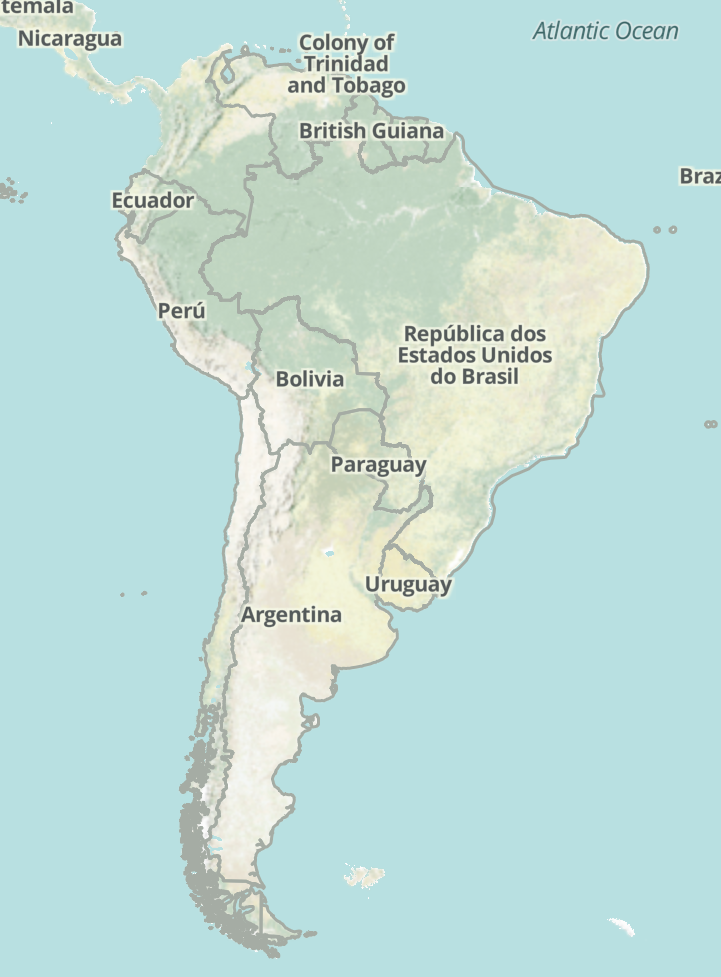 temala
Nicaragua
Atlantic Ocean
Colony of
Trinidad
and Tobago
British Guiana
Braz
Ecuador
Perú
República dos
Estados Unidos
do Brasil
Bolivia
Paraguay
Uruguay
Argentina